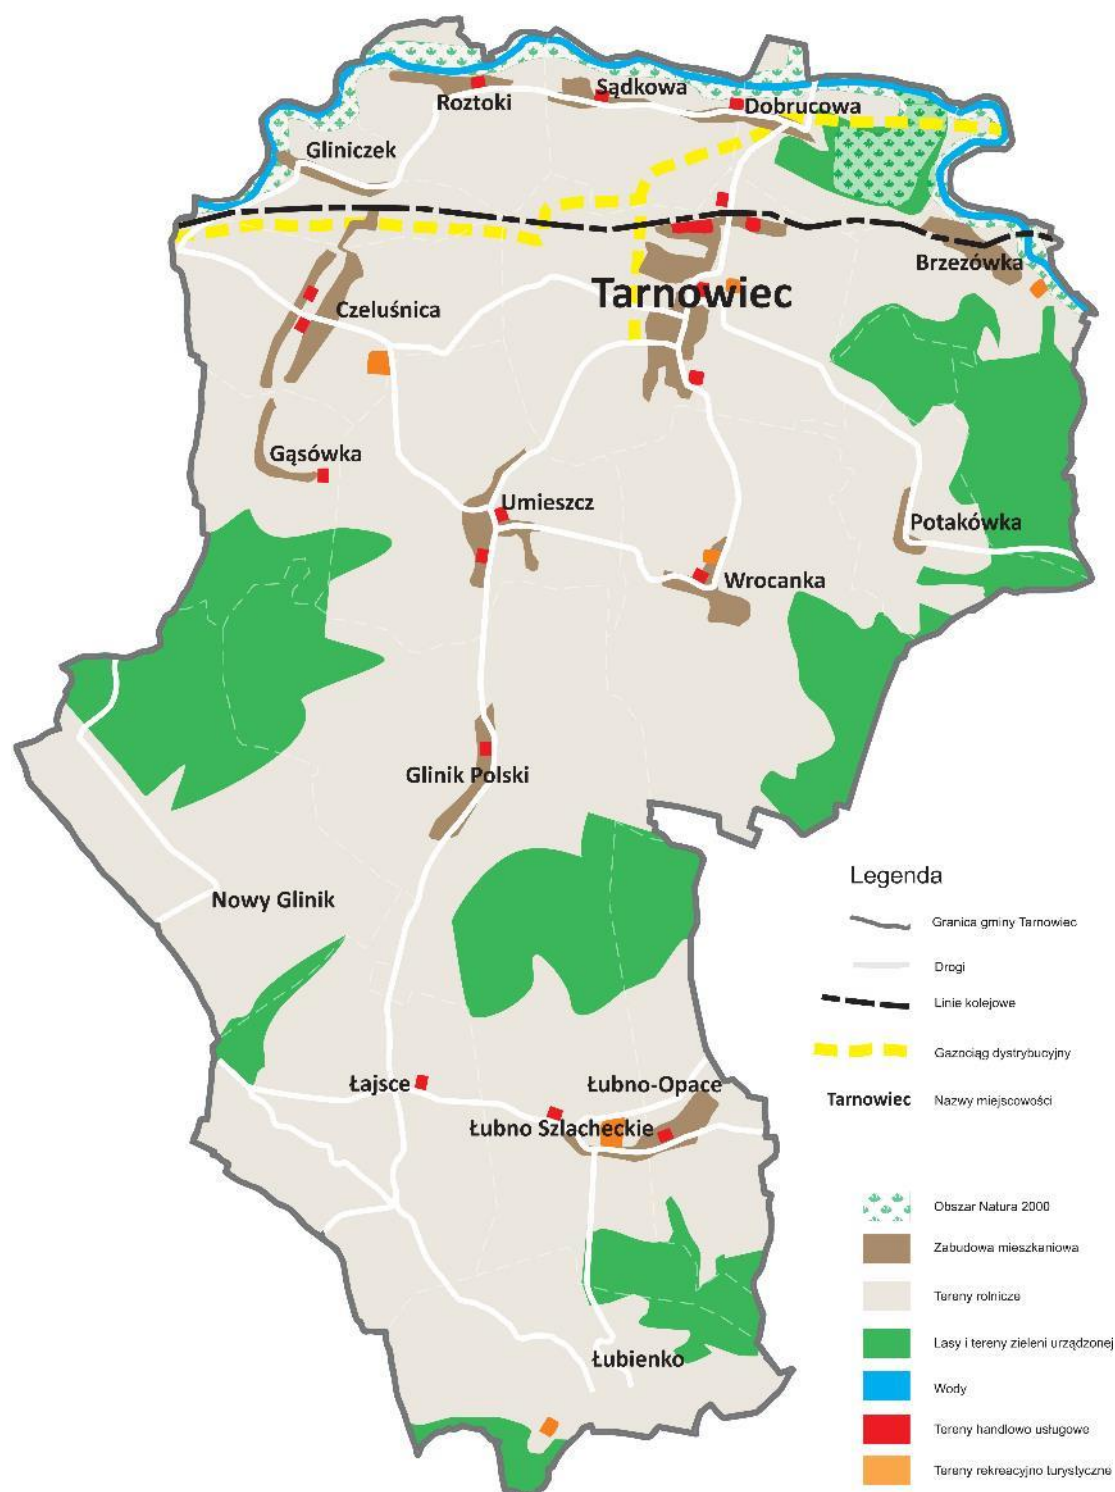 Roztoki
Sądkowa
Dobrucowa
Gliniczek
Brzezówka
Tarnowiec
Czeluśnica
Gąsówka
Umieszcz
Potakówka
Wrocanka
Glinik Polski
Nowy Glinik
Łajsce
Łubno-Opace
Łubno Szlacheckie
Łubienko
Legenda
Granica gminy Tarnowiec
Drogi
Linie kolejowe
Gazociąg dystrybucyjny
Tarnowiec Nazwy miejscowości
Obszar Natura 2000
Zabudowa mieszkaniowa
Tereny rolnicze
Lasy i tereny zieleni urządzonej
Wody
Tereny handlowo usługowe
Tereny rekreacyjno turystyczne